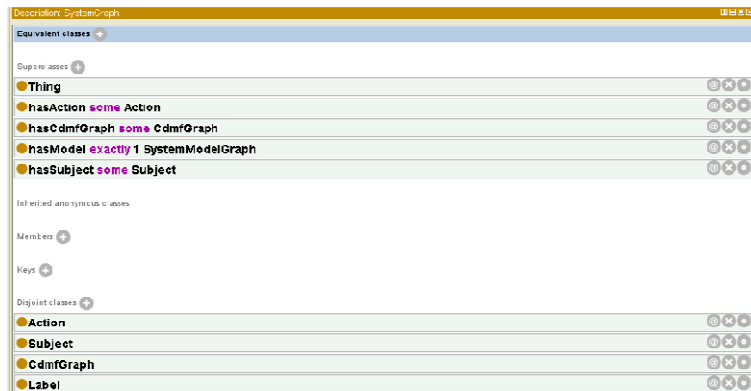 Description: SystemGraph
Equivalent classes
Superclasses
Thing
hasAction some Action
hasCdmfGraph some CdmfGraph
hasModel exactly 1 SystemModelGraph
hasSubject some Subject
Inherited anonymous classes
Members
Keys
Disjoint classes
Action
Subject
CdmfGraph
Label